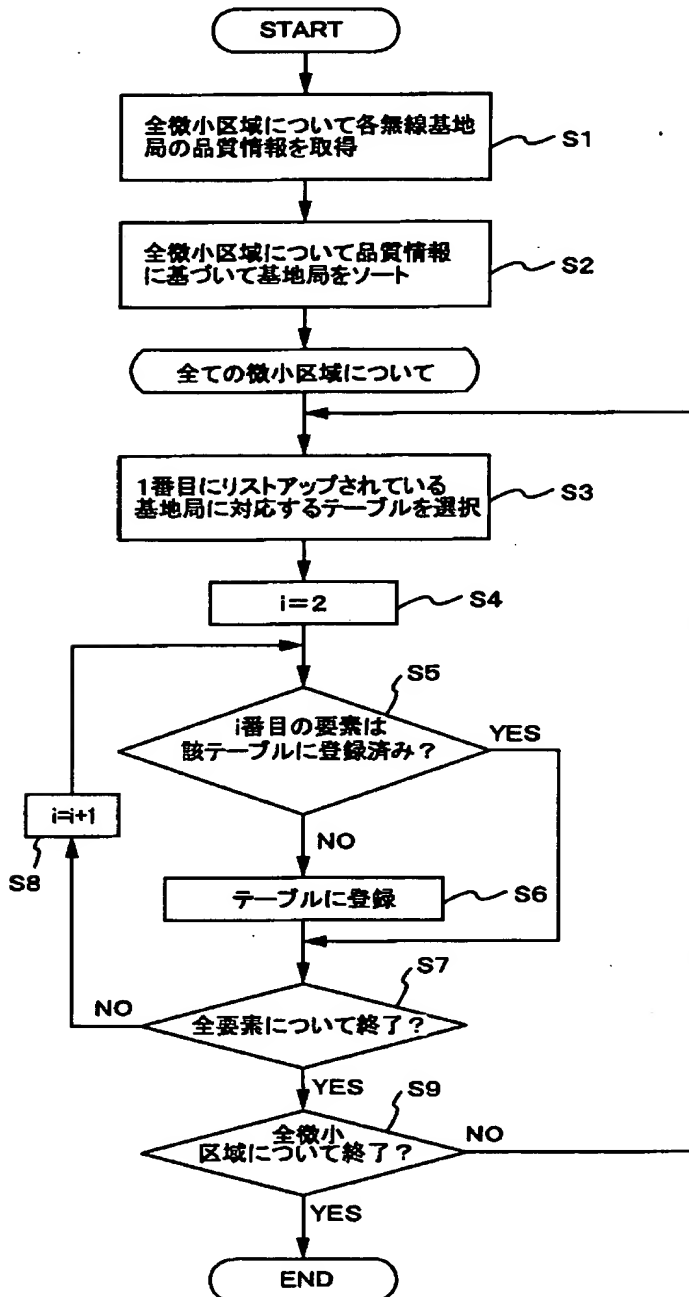 START
全微小区域について各無線基地
局の品質情報を取得
S1
全微小区域について品質情報
に基づいて基地局をソート
S2
全ての微小区域について
1番目にリストアップされている
基地局に対応するテーブルを選択
S3
i=2
S4
S5
i番目の要素は
該テーブルに登録済み?
YES
i=i+1
S8
NO
テーブルに登録
S6
S7
NO
全要素について終了?
YES
S9
全微小
区域について終了?
NO
YES
END